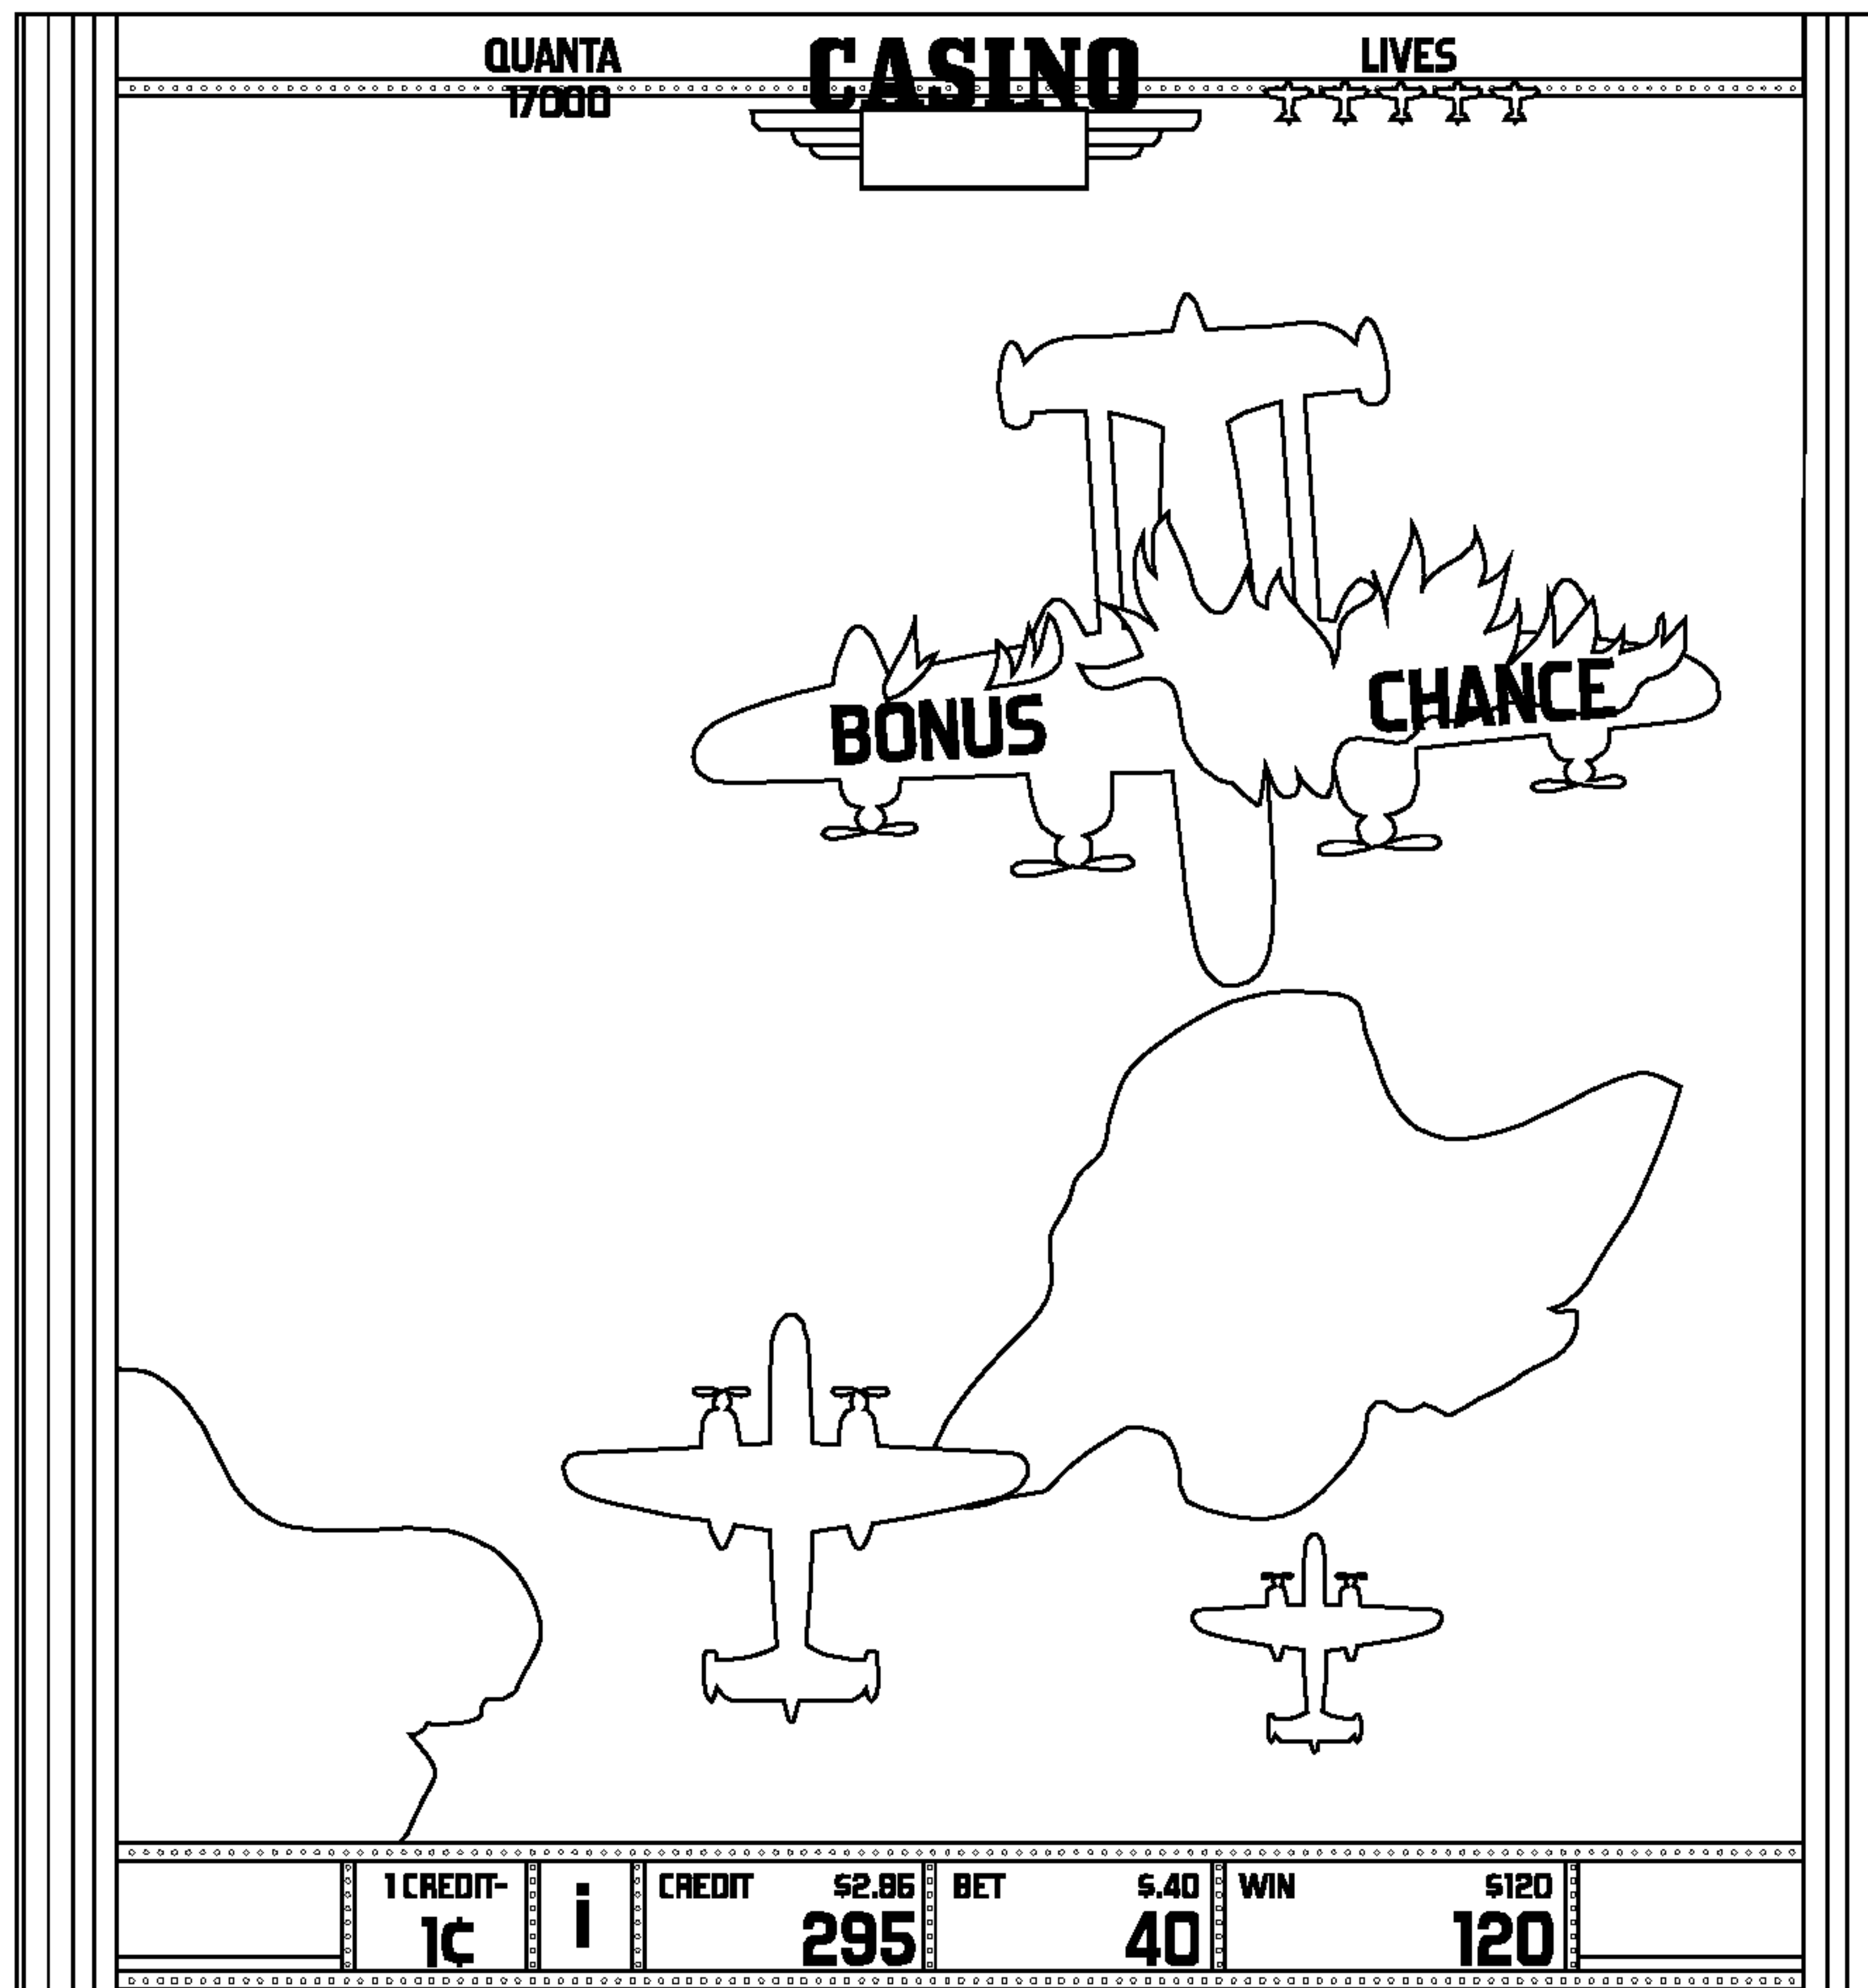 QUANTA
17000
CASINO
LIVES
BONUS
CHANCE
1 CREDIT-
1¢
i
CREDIT $2.86
295
BET $.40
40
WIN $120
120